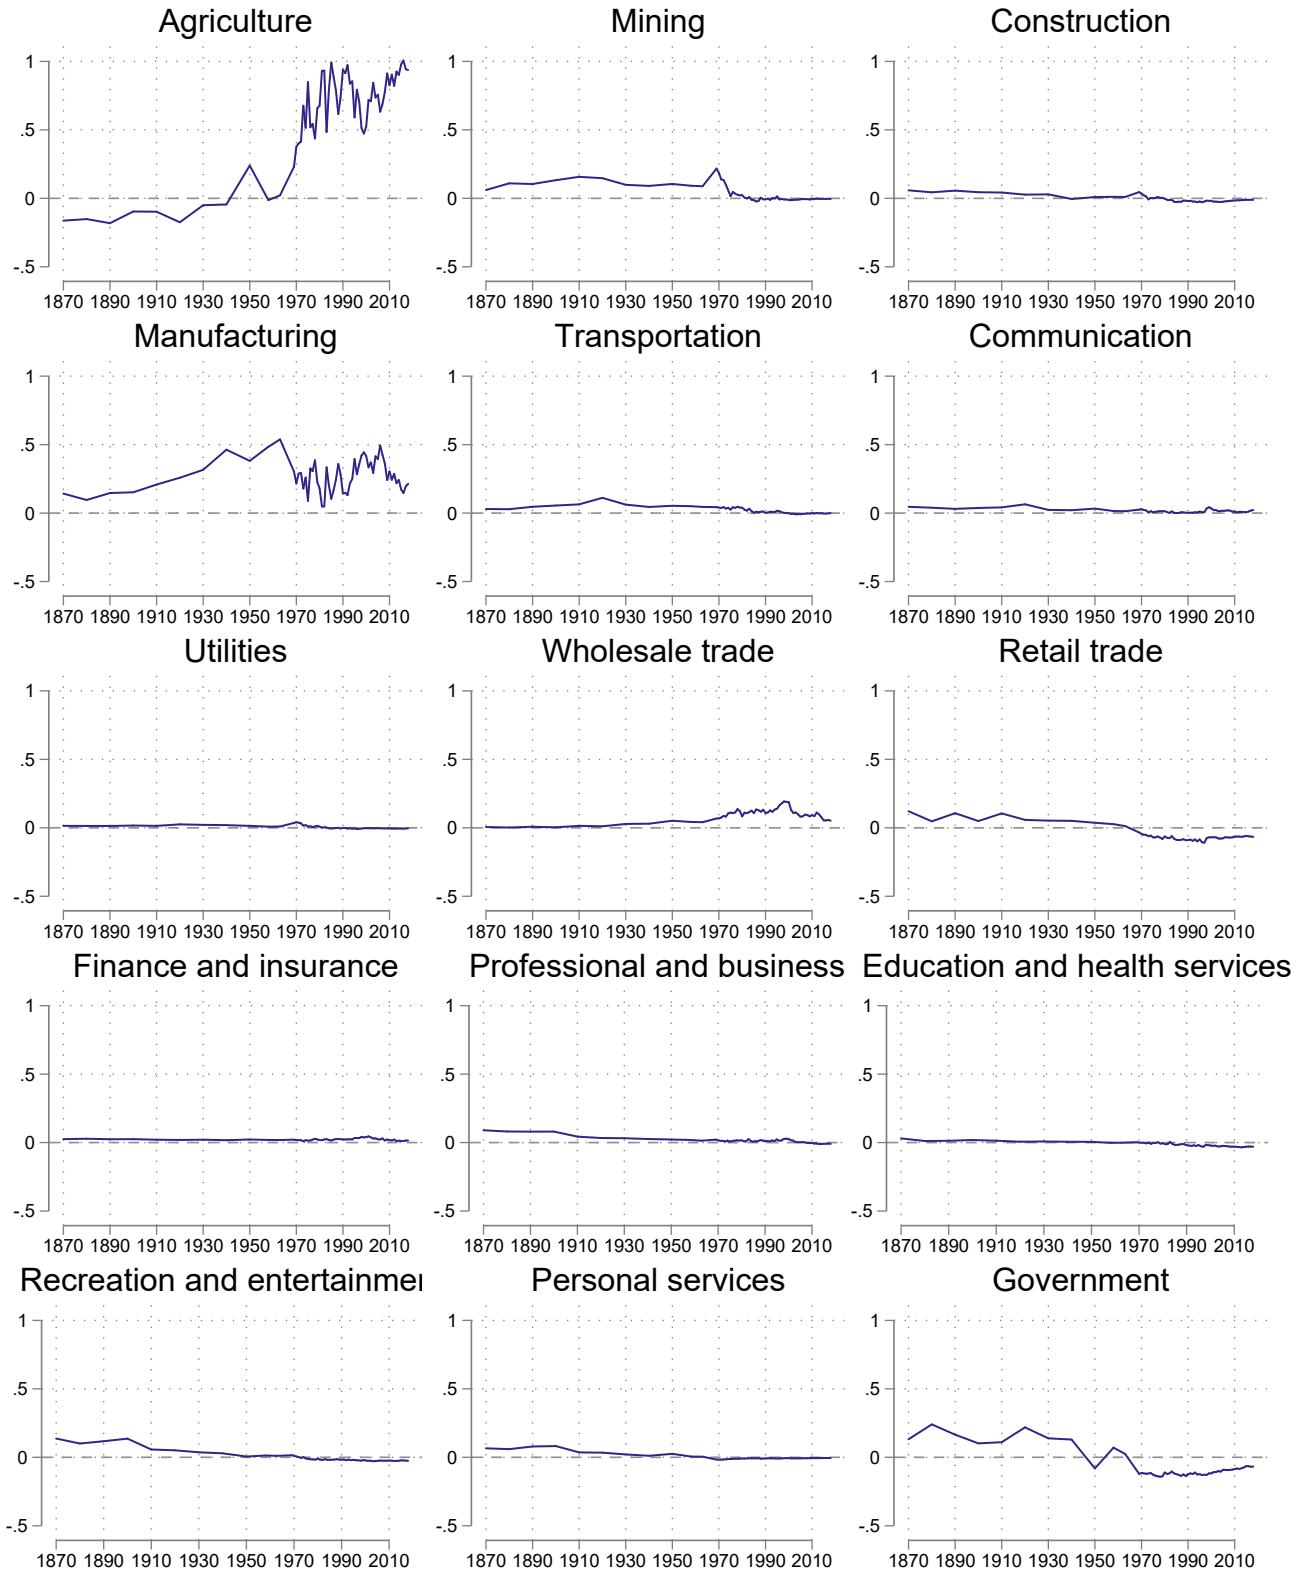 Agriculture Mining Construction
1 1 1
.5 .5 .5
0 0 0
-.5 -.5 -.5
1870 1890 1910 1930 1950 1970 1990 2010 1870 1890 1910 1930 1950 1970 1990 2010 1870 1890 1910 1930 1950 1970 1990 2010
Manufacturing Transportation Communication
1 1 1
.5 .5 .5
0 0 0
-.5 -.5 -.5
1870 1890 1910 1930 1950 1970 1990 2010 1870 1890 1910 1930 1950 1970 1990 2010 1870 1890 1910 1930 1950 1970 1990 2010
Utilities Wholesale trade Retail trade
1 1 1
.5 .5 .5
0 0 0
-.5 -.5 -.5
1870 1890 1910 1930 1950 1970 1990 2010 1870 1890 1910 1930 1950 1970 1990 2010 1870 1890 1910 1930 1950 1970 1990 2010
Finance and insurance Professional and business Education and health services
1 1 1
.5 .5 .5
0 0 0
-.5 -.5 -.5
1870 1890 1910 1930 1950 1970 1990 2010 1870 1890 1910 1930 1950 1970 1990 2010 1870 1890 1910 1930 1950 1970 1990 2010
Recreation and entertainmen Personal services Government
1 1 1
.5 .5 .5
0 0 0
-.5 -.5 -.5
1870 1890 1910 1930 1950 1970 1990 2010 1870 1890 1910 1930 1950 1970 1990 2010 1870 1890 1910 1930 1950 1970 1990 2010